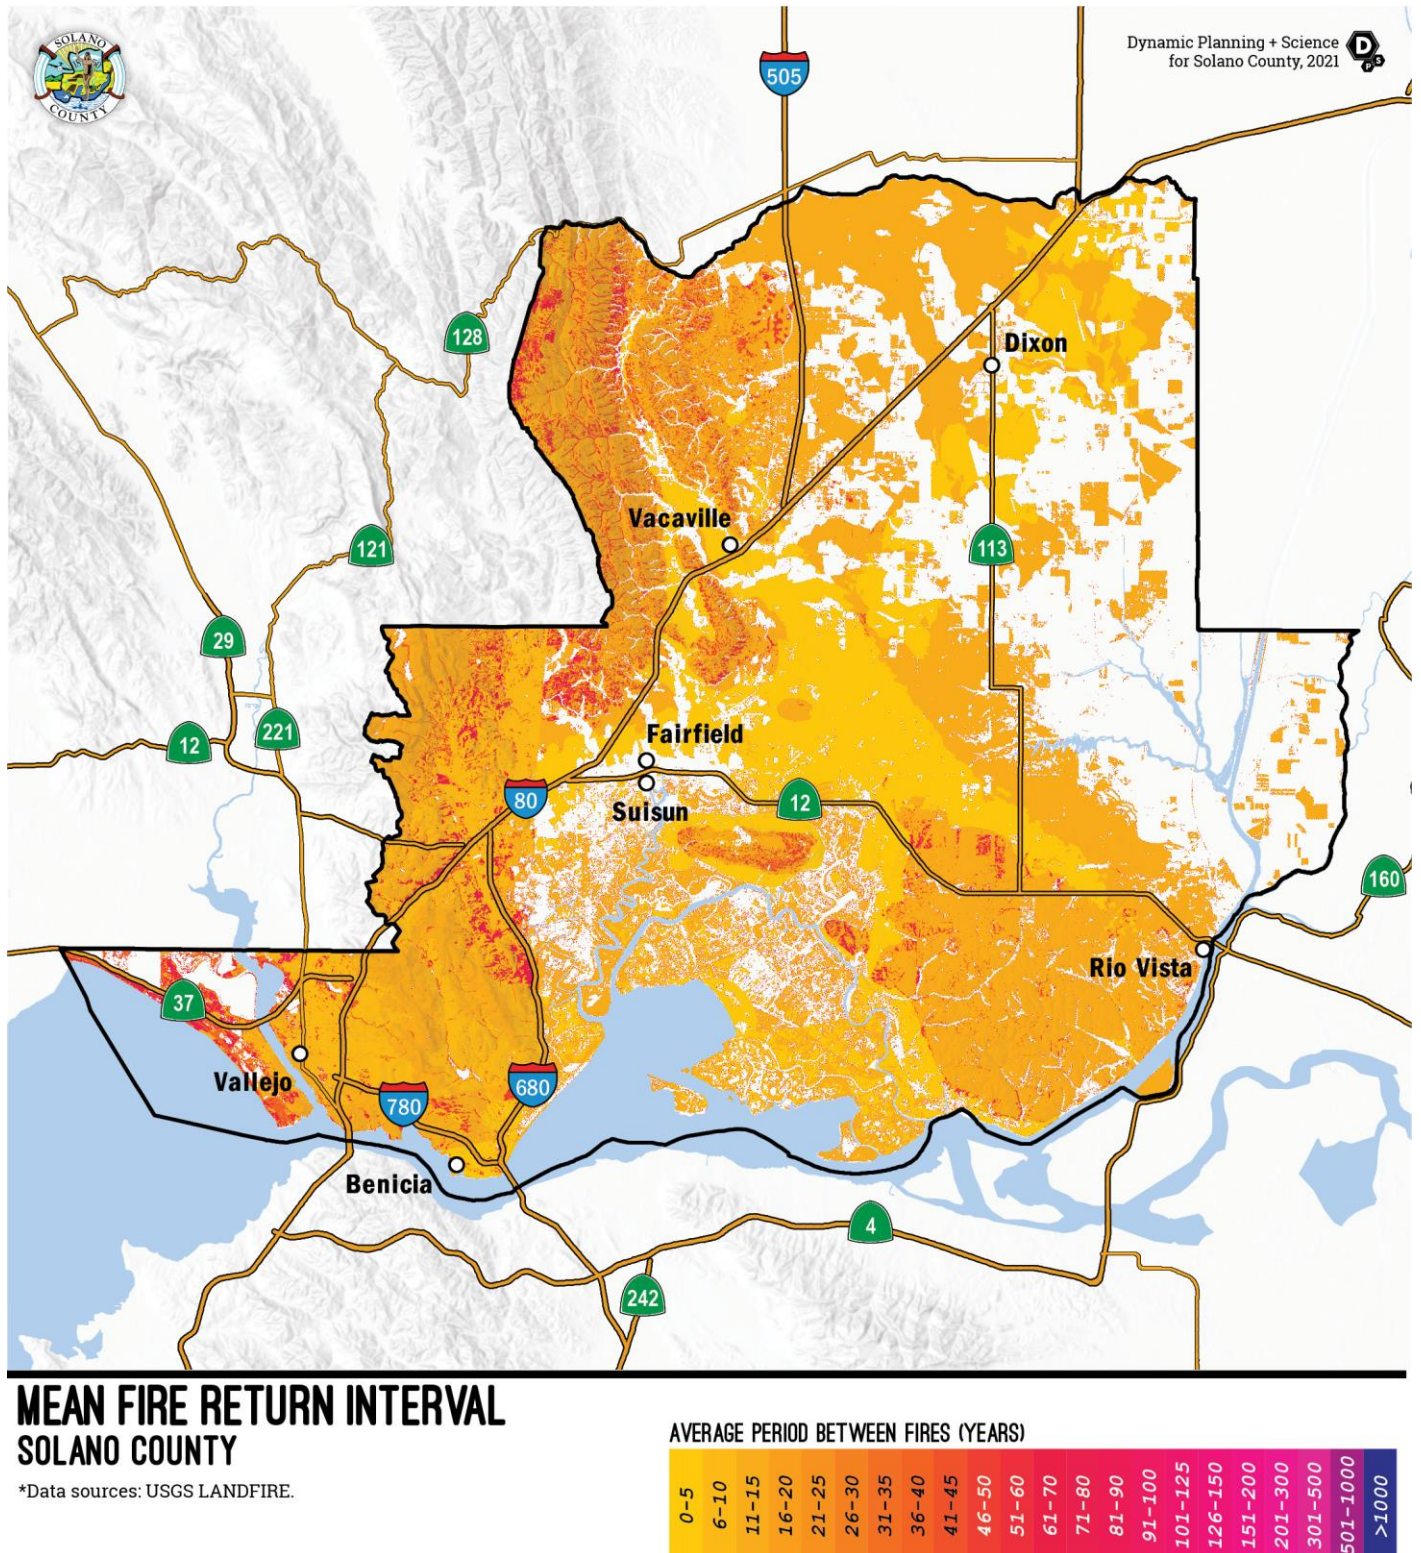 SOLANO
COUNTY
Dynamic Planning + Science
for Solano County, 2021
D
P S
505
128
Dixon
Vacaville
121
113
29
221
12
Fairfield
80
Suisun
12
160
Rio Vista
37
Vallejo
680
780
Benicia
4
242
MEAN FIRE RETURN INTERVAL
SOLANO COUNTY
*Data sources: USGS LANDFIRE.
AVERAGE PERIOD BETWEEN FIRES (YEARS)
0-5
6-10
11-15
16-20
21-25
26-30
31-35
36-40
41-45
46-50
51-60
61-70
71-80
81-90
91-100
101-125
126-150
151-200
201-300
301-500
501-1000
>1000